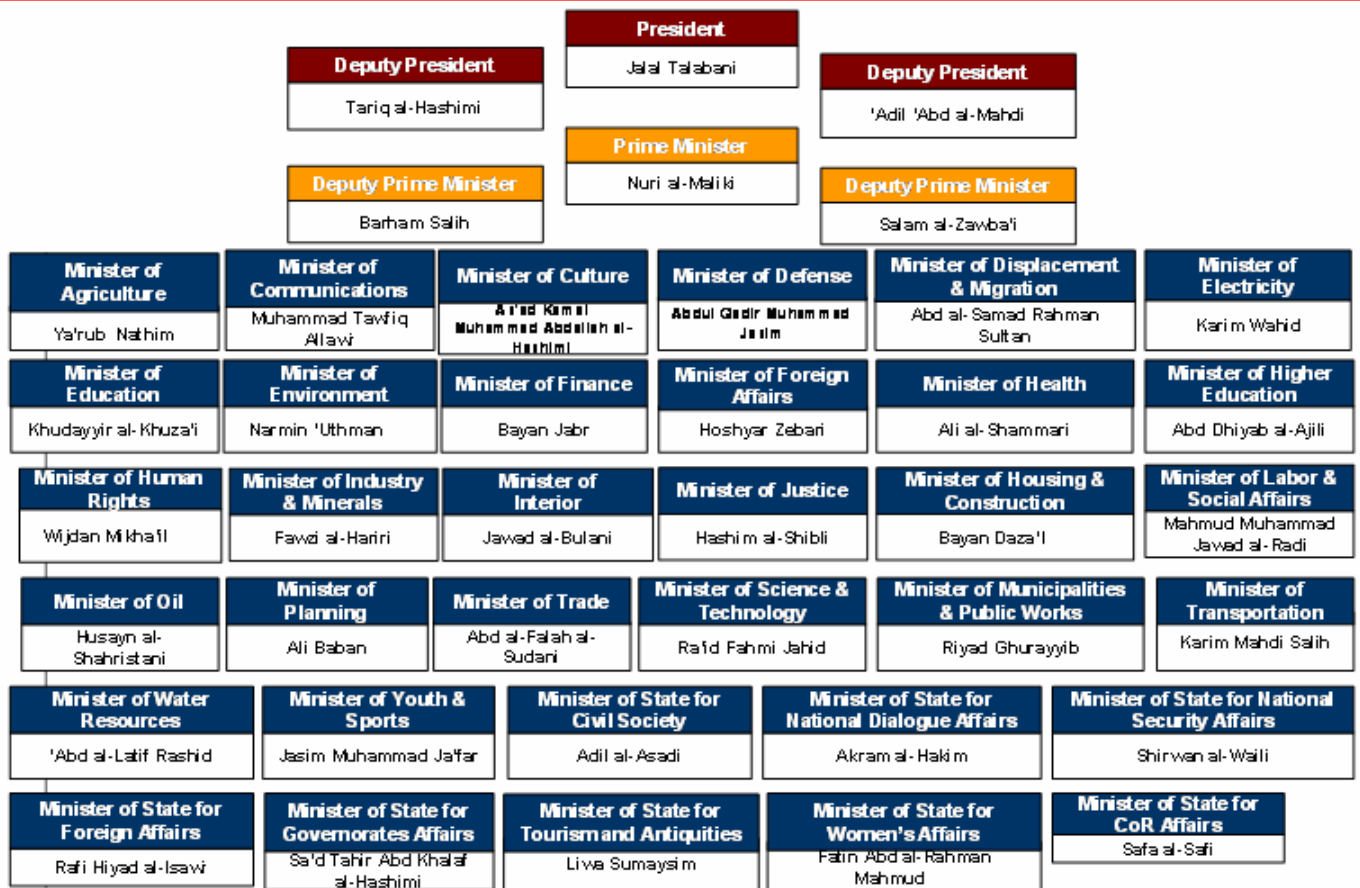 President
Jalal Talabani
Deputy President
Tariq al-Hashimi
Deputy President
'Adil 'Abd al-Mahdi
Prime Minister
Nuri al-Maliki
Deputy Prime Minister
Barham Salih
Deputy Prime Minister
Salam al-Zawba'i
Minister of
Agriculture
Ya'rub Nathim
Minister of
Communications
Muhammad Tawfiq
Allawi
Minister of Culture
As'ad Kamal
Muhammad Abdallah al-
Hashimi
Minister of Defense
Abdul Qadir Muhammad
Jasim
Minister of Displacement
& Migration
Abd al-Samad Rahman
Sultan
Minister of
Electricity
Karim Wahid
Minister of
Education
Khudayyir al-Khuza'i
Minister of
Environment
Narmin 'Uthman
Minister of Finance
Bayan Jabr
Minister of Foreign
Affairs
Hoshyar Zebari
Minister of Health
Ali al-Shammari
Minister of Higher
Education
Abd Dhiyab al-Ajili
Minister of Human
Rights
Wijdan Mikha'il
Minister of Industry
& Minerals
Fawzi al-Hariri
Minister of
Interior
Jawad al-Bulani
Minister of Justice
Hashim al-Shibli
Minister of Housing &
Construction
Bayan Daza'I
Minister of Labor &
Social Affairs
Mahmud Muhammad
Jawad al-Radi
Minister of Oil
Husayn al-
Shahristani
Minister of
Planning
Ali Baban
Minister of Trade
Abd al-Falah al-
Sudani
Minister of Science &
Technology
Ra'id Fahmi Jahid
Minister of Municipalities
& Public Works
Riyad Ghurayyib
Minister of
Transportation
Karim Mahdi Salih
Minister of Water
Resources
'Abd al-Latif Rashid
Minister of Youth &
Sports
Jasim Muhammad Ja'far
Minister of State for
Civil Society
Adil al-Asadi
Minister of State for
National Dialogue Affairs
Akram al-Hakim
Minister of State for National
Security Affairs
Shirwan al-Waili
Minister of State for
Foreign Affairs
Rafi Hiyad al-Isawi
Minister of State for
Governorates Affairs
Sa'd Tahir Abd Khalaf
al-Hashimi
Minister of State for
Tourism and Antiquities
Liwa Sumaysim
Minister of State for
Women's Affairs
Fatin Abd al-Rahman
Mahmud
Minister of State for
CoR Affairs
Safa al-Safi